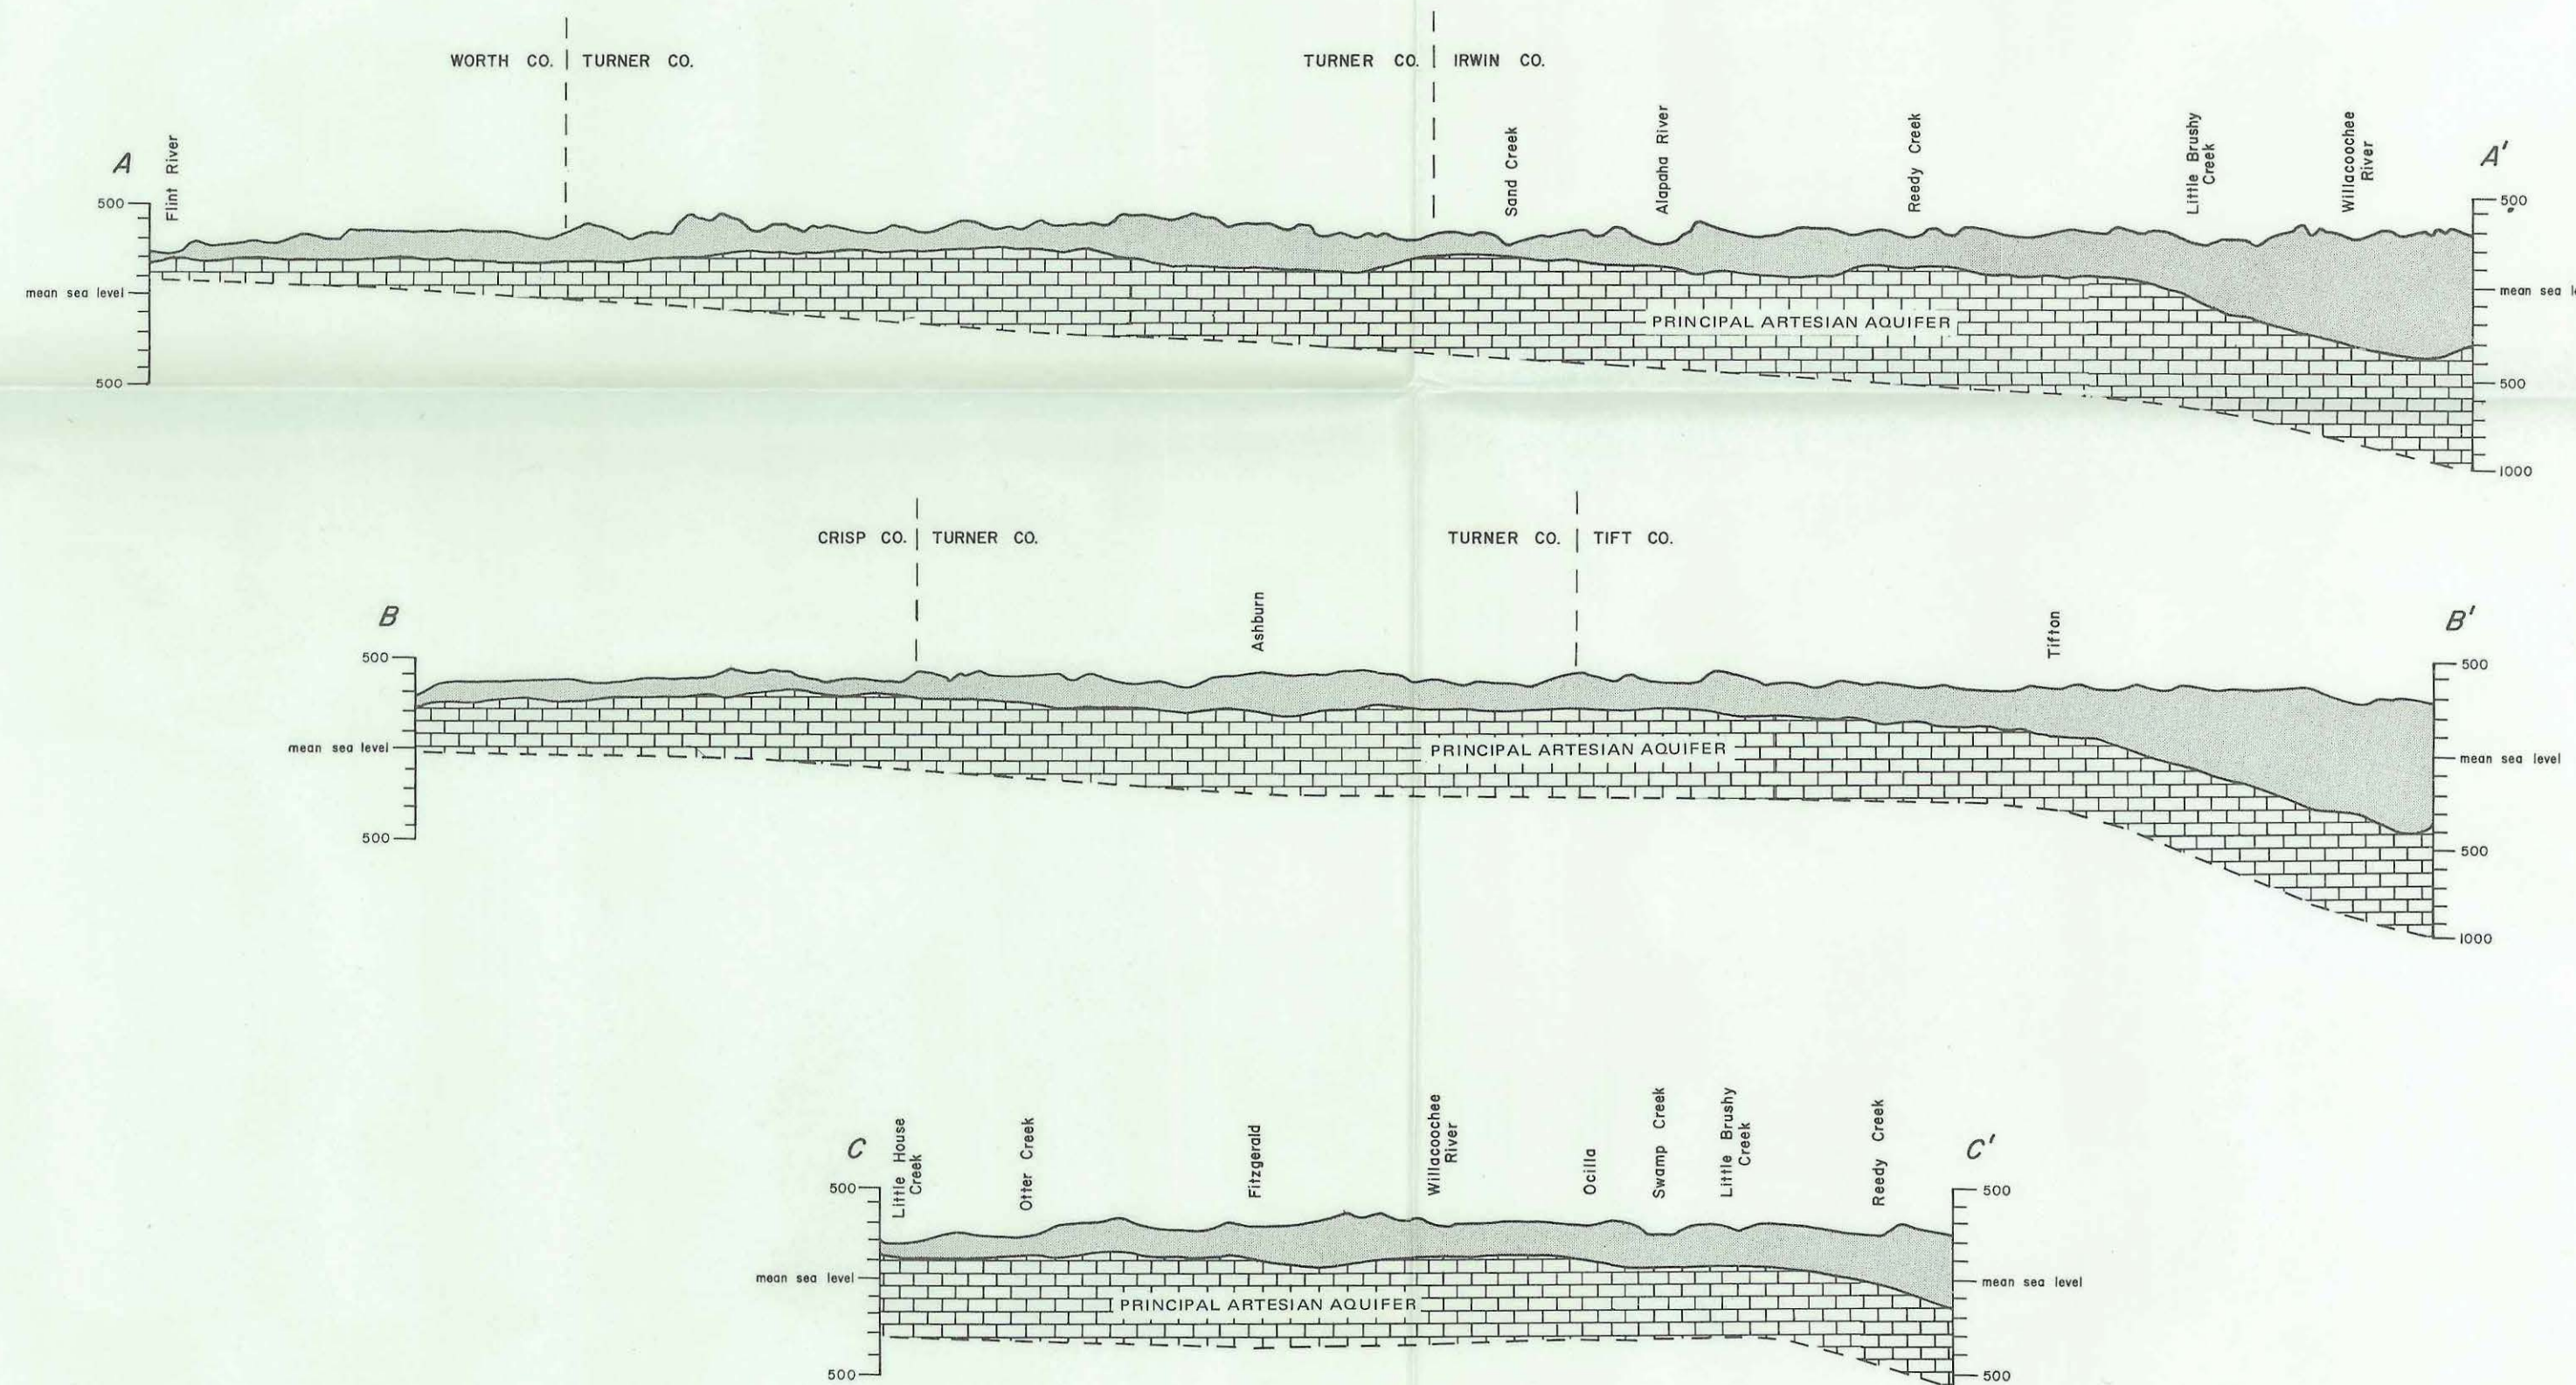 WORTH CO. TURNER CO.
TURNER CO. IRWIN CO.
A
Flint River
Sand Creek
Alapaha River
Reedy Creek
Little Brushy
Creek
Willacoochee
River
A'
500
500
mean sea level
mean sea l
PRINCIPAL ARTESIAN AQUIFER
500
500
1000
CRISP CO. TURNER CO.
TURNER CO. TIFT CO.
B
Ashburn
Tifton
B'
500
500
mean sea level
PRINCIPAL ARTESIAN AQUIFER
mean sea level
500
500
1000
C
Little House
Creek
Otter Creek
Fitzgerald
Willacoochee
River
Ocilla
Swamp Creek
Little Brushy
Creek
Reedy Creek
C'
500
500
mean sea level
mean sea level
PRINCIPAL ARTESIAN AQUIFER
500
500